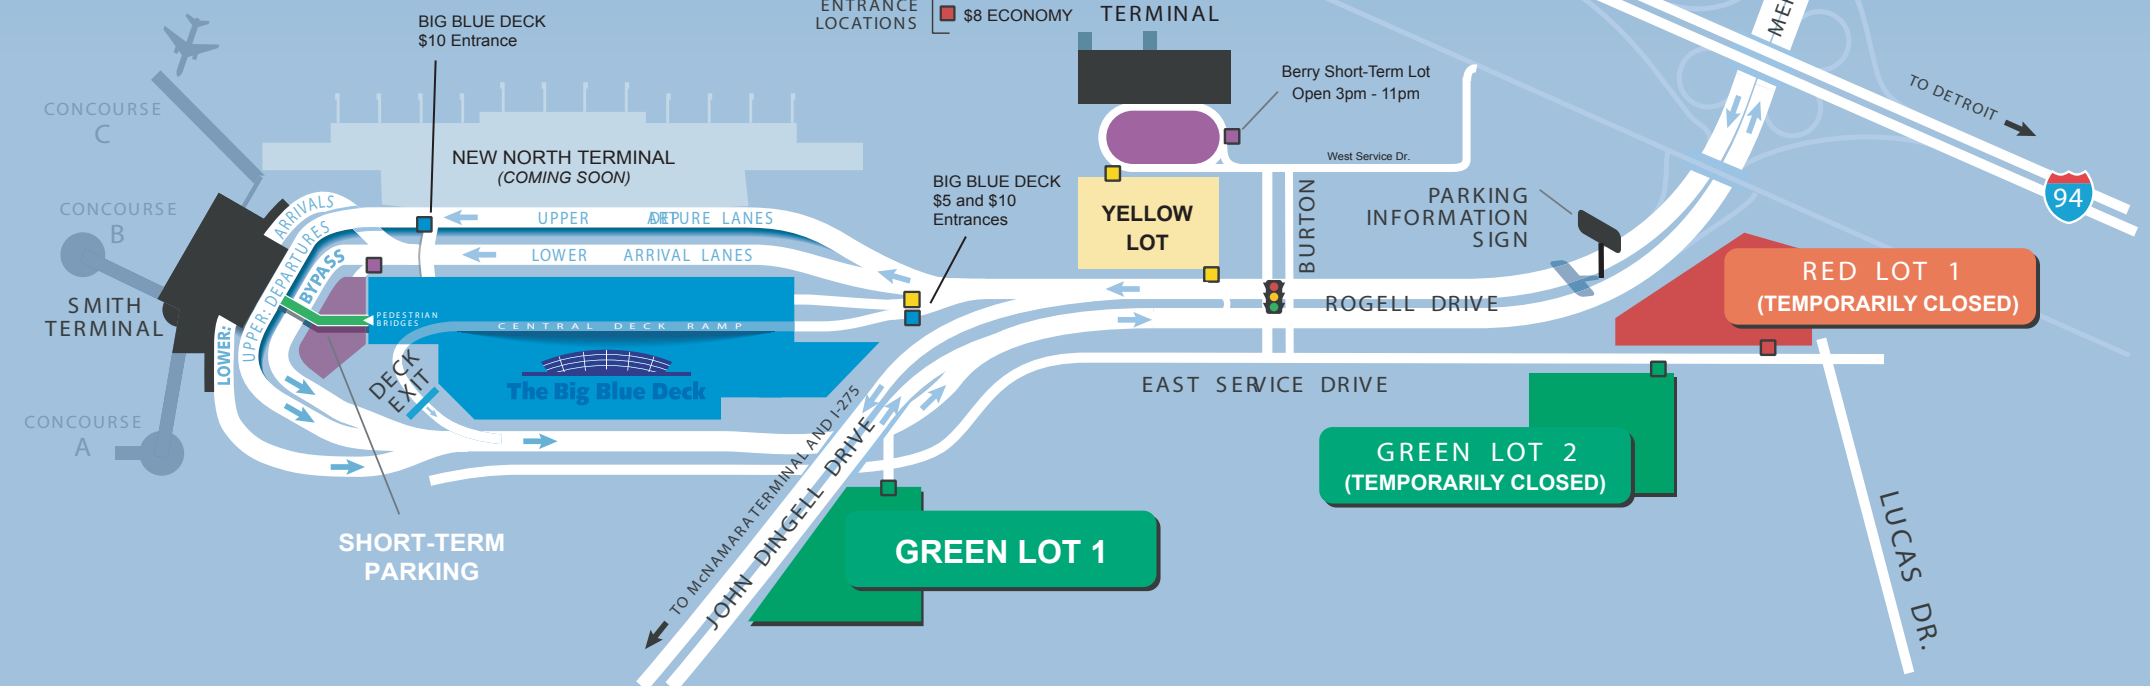 BIG BLUE DECK
$10 Entrance
ENTRANCE
LOCATIONS
$8 ECONOMY
TERMINAL
Berry Short-Term Lot
Open 3pm - 11pm
West Service Dr.
TO DETROIT
94
CONCOURSE
C
CONCOURSE
B
SMITH
TERMINAL
CONCOURSE
A
NEW NORTH TERMINAL
(COMING SOON)
ARRIVALS
UPPER: DEPARTURES
BYPASS
LOWER:
UPPER DEPARTURE LANES
LOWER ARRIVAL LANES
BIG BLUE DECK
$5 and $10
Entrances
YELLOW
LOT
BURTON
PARKING
INFORMATION
SIGN
ROGELL DRIVE
RED LOT 1
(TEMPORARILY CLOSED)
PEDESTRIAN
BRIDGES
CENTRAL DECK RAMP
The Big Blue Deck
DECK
EXIT
EAST SERVICE DRIVE
TO McNAMARA TERMINAL AND I-275
JOHN DINGELL DRIVE
GREEN LOT 2
(TEMPORARILY CLOSED)
SHORT-TERM
PARKING
GREEN LOT 1
LUCAS DR.